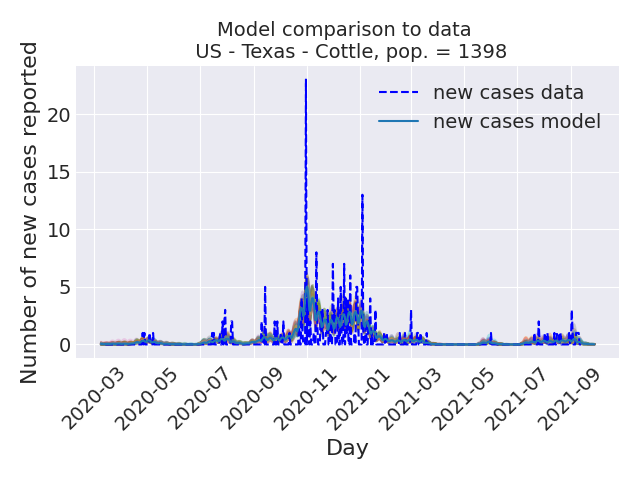 Model comparison to data
US - Texas - Cottle, pop. = 1398
Number of new cases reported
new cases data
new cases model
20
15
10
5
0
2020-03
2020-05
2020-07
2020-09
2020-11
2021-01
2021-03
2021-05
2021-07
2021-09
Day